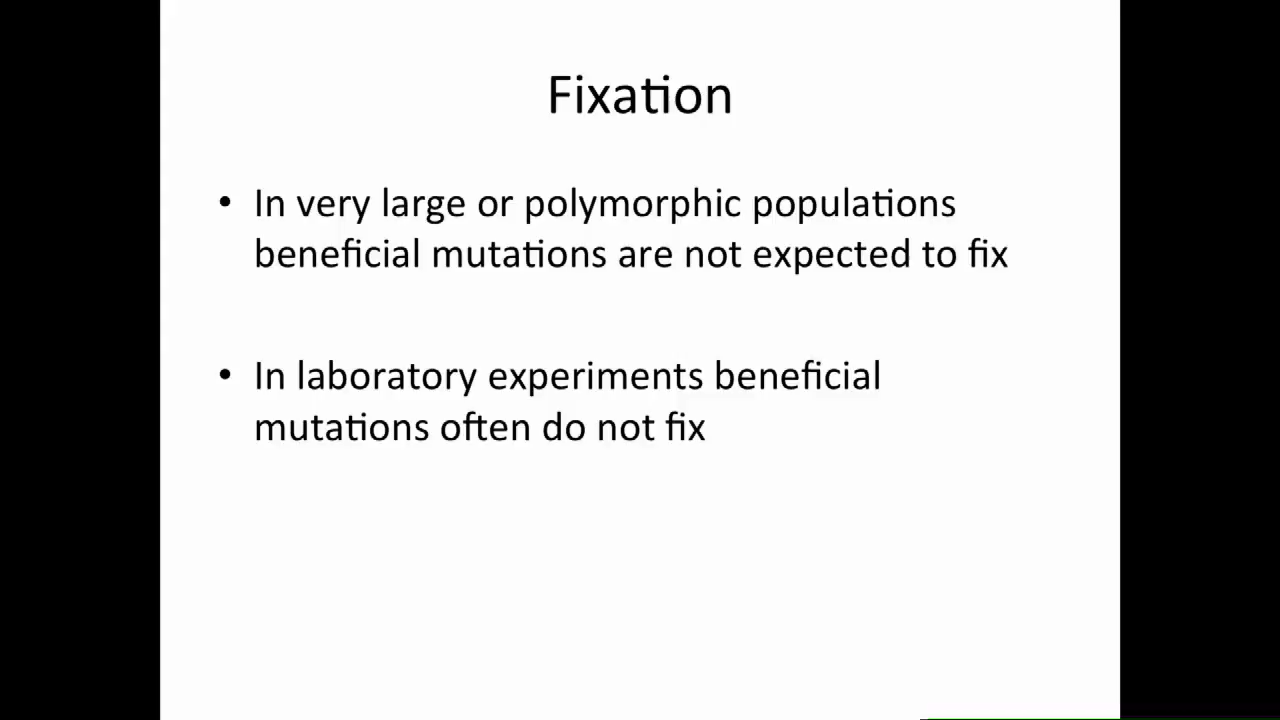 Fixation
• In very large or polymorphic populations
beneficial mutations are not expected to fix
• In laboratory experiments beneficial
mutations often do not fix